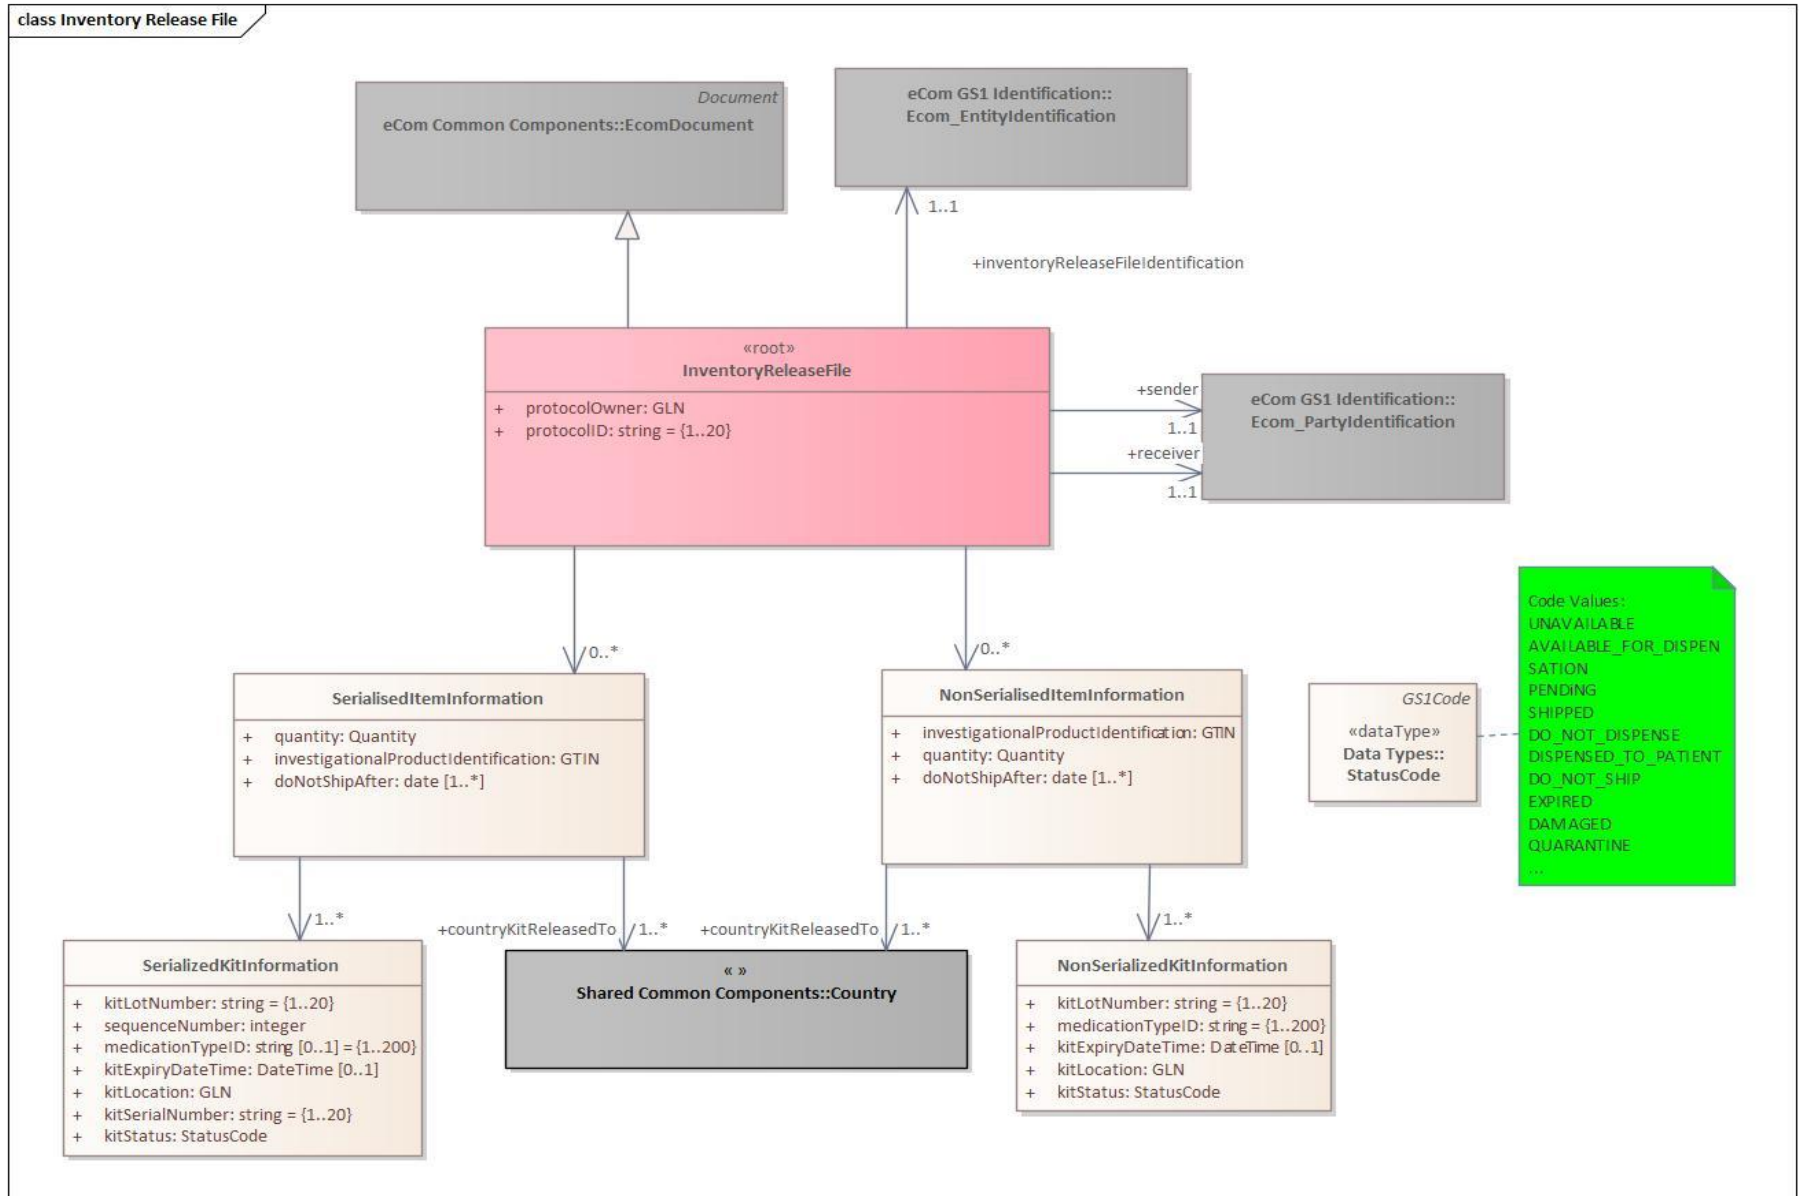 class Inventory Release File
Document
eCom Common Components::EcomDocument
eCom GS1 Identification::
Ecom_EntityIdentification
1..1
+inventoryReleaseFileIdentification
«root»
InventoryReleaseFile
+ protocolOwner: GLN
+ protocolID: string = {1..20}
+sender
1..1
+receiver
1..1
eCom GS1 Identification::
Ecom_PartyIdentification
0..*
0..*
SerialisedItemInformation
+ quantity: Quantity
+ investigationalProductIdentification: GTIN
+ doNotShipAfter: date [1..*]
NonSerialisedItemInformation
+ investigationalProductIdentification: GTIN
+ quantity: Quantity
+ doNotShipAfter: date [1..*]
GS1Code
«dataType»
Data Types::
StatusCode
Code Values:
UNAVAILABLE
AVAILABLE_FOR_DISPEN
SATION
PENDiNG
SHIPPED
DO_NOT_DISPENSE
DISPENSED_TO_PATIENT
DO_NOT_SHIP
EXPIRED
DAMAGED
QUARANTINE
...
1..*
+countryKitReleasedTo
1..*
+countryKitReleasedTo
1..*
1..*
SerializedKitInformation
+ kitLotNumber: string = {1..20}
+ sequenceNumber: integer
+ medicationTypeID: string [0..1] = {1..200}
+ kitExpiryDateTime: DateTime [0..1]
+ kitLocation: GLN
+ kitSerialNumber: string = {1..20}
+ kitStatus: StatusCode
« »
Shared Common Components::Country
NonSerializedKitInformation
+ kitLotNumber: string = {1..20}
+ medicationTypeID: string = {1..200}
+ kitExpiryDateTime: DateTime [0..1]
+ kitLocation: GLN
+ kitStatus: StatusCode